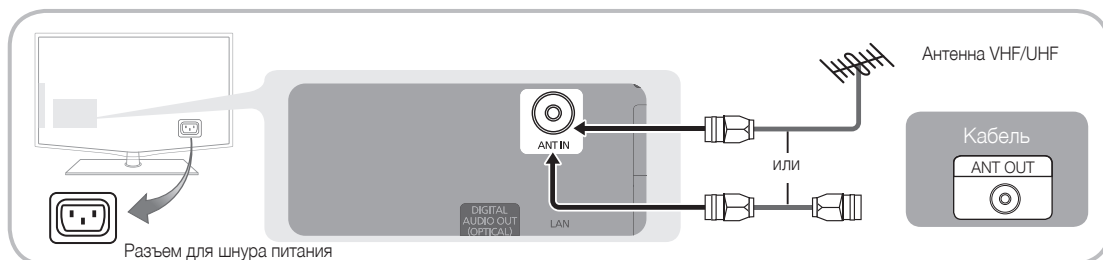 Антенна VHF/UHF
ANT IN
или
Кабель
ANT OUT
DIGITAL
AUDIO OUT
(OPTICAL)
LAN
Разъем для шнура питания